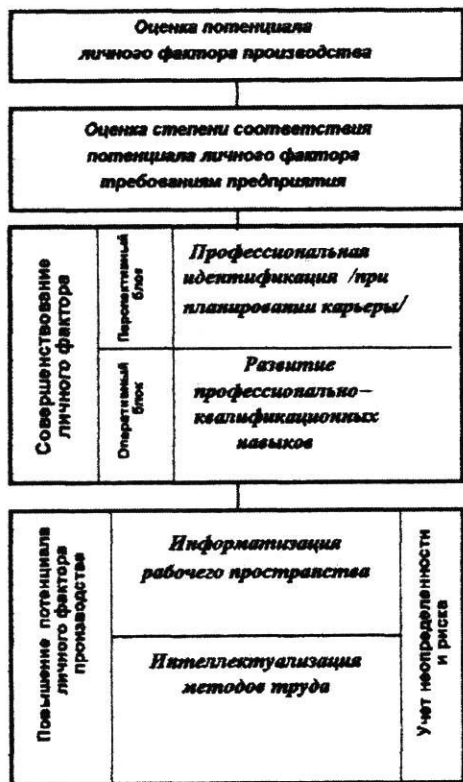 Оценка потенциала
личного фактора производства
Оценка степени соответствия
потенциала личного фактора
требованиям предприятия
Совершенствование
личного фактора
Перспективный
блок
Профессиональная
идентификация /при
планировании карьеры/
Оперативный
блок
Развитие
профессионально–
квалификационных
навыков
Повышение потенциала
личного фактора
производства
Информатизация
рабочего пространства
Интеллектуализация
методов труда
Учет неопределенности
и риска